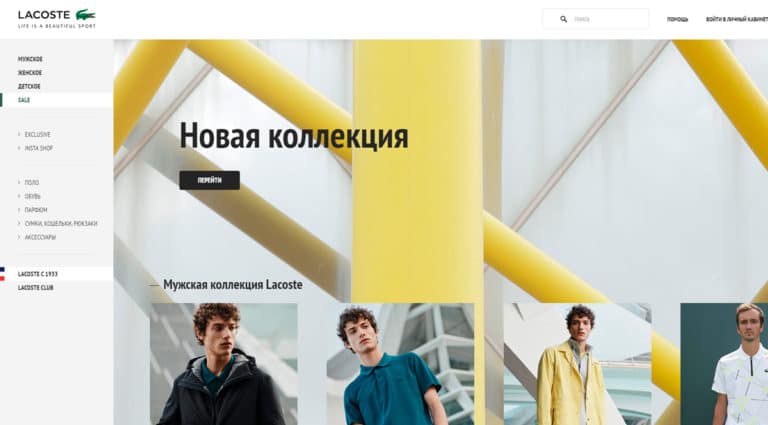 LACOSTE
LIFE IS A BEAUTIFUL SPORT
ПОИСК
ПОМОЩЬ
ВОЙТИ В ЛИЧНЫЙ КАБИНЕТ
МУЖСКОЕ
ЖЕНСКОЕ
ДЕТСКОЕ
SALE
EXCLUSIVE
INSTA SHOP
ПОЛО
ОБУВЬ
ПАРФЮМ
СУМКИ, КОШЕЛЬКИ, РЮКЗАКИ
АКСЕССУАРЫ
LACOSTE С 1933
LACOSTE CLUB
Новая коллекция
ПЕРЕЙТИ
Мужская коллекция Lacoste